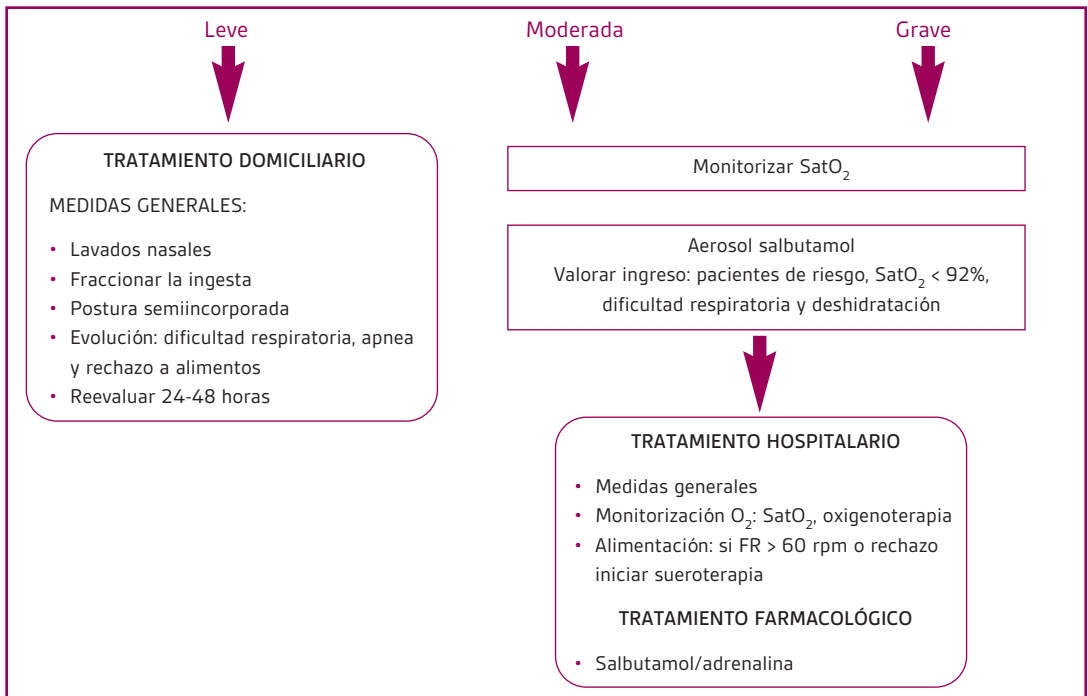 Leve
Moderada
Grave
TRATAMIENTO DOMICILIARIO
MEDIDAS GENERALES:
• Lavados nasales
• Fraccionar la ingesta
• Postura semiincorporada
• Evolución: dificultad respiratoria, apnea
y rechazo a alimentos
• Reevaluar 24-48 horas
Monitorizar SatO₂
Aerosol salbutamol
Valorar ingreso: pacientes de riesgo, SatO₂ < 92%,
dificultad respiratoria y deshidratación
TRATAMIENTO HOSPITALARIO
• Medidas generales
• Monitorización O₂: SatO₂, oxigenoterapia
• Alimentación: si FR > 60 rpm o rechazo
iniciar sueroterapia
TRATAMIENTO FARMACOLÓGICO
• Salbutamol/adrenalina